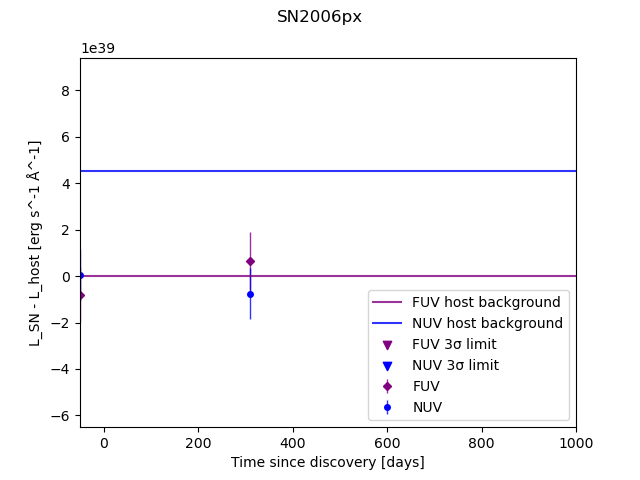 SN2006px
1e39
8
6
4
2
0
−2
−4
−6
L_SN - L_host [erg s^-1 Å^-1]
FUV host background
NUV host background
FUV 3σ limit
NUV 3σ limit
FUV
NUV
0 200 400 600 800 1000
Time since discovery [days]